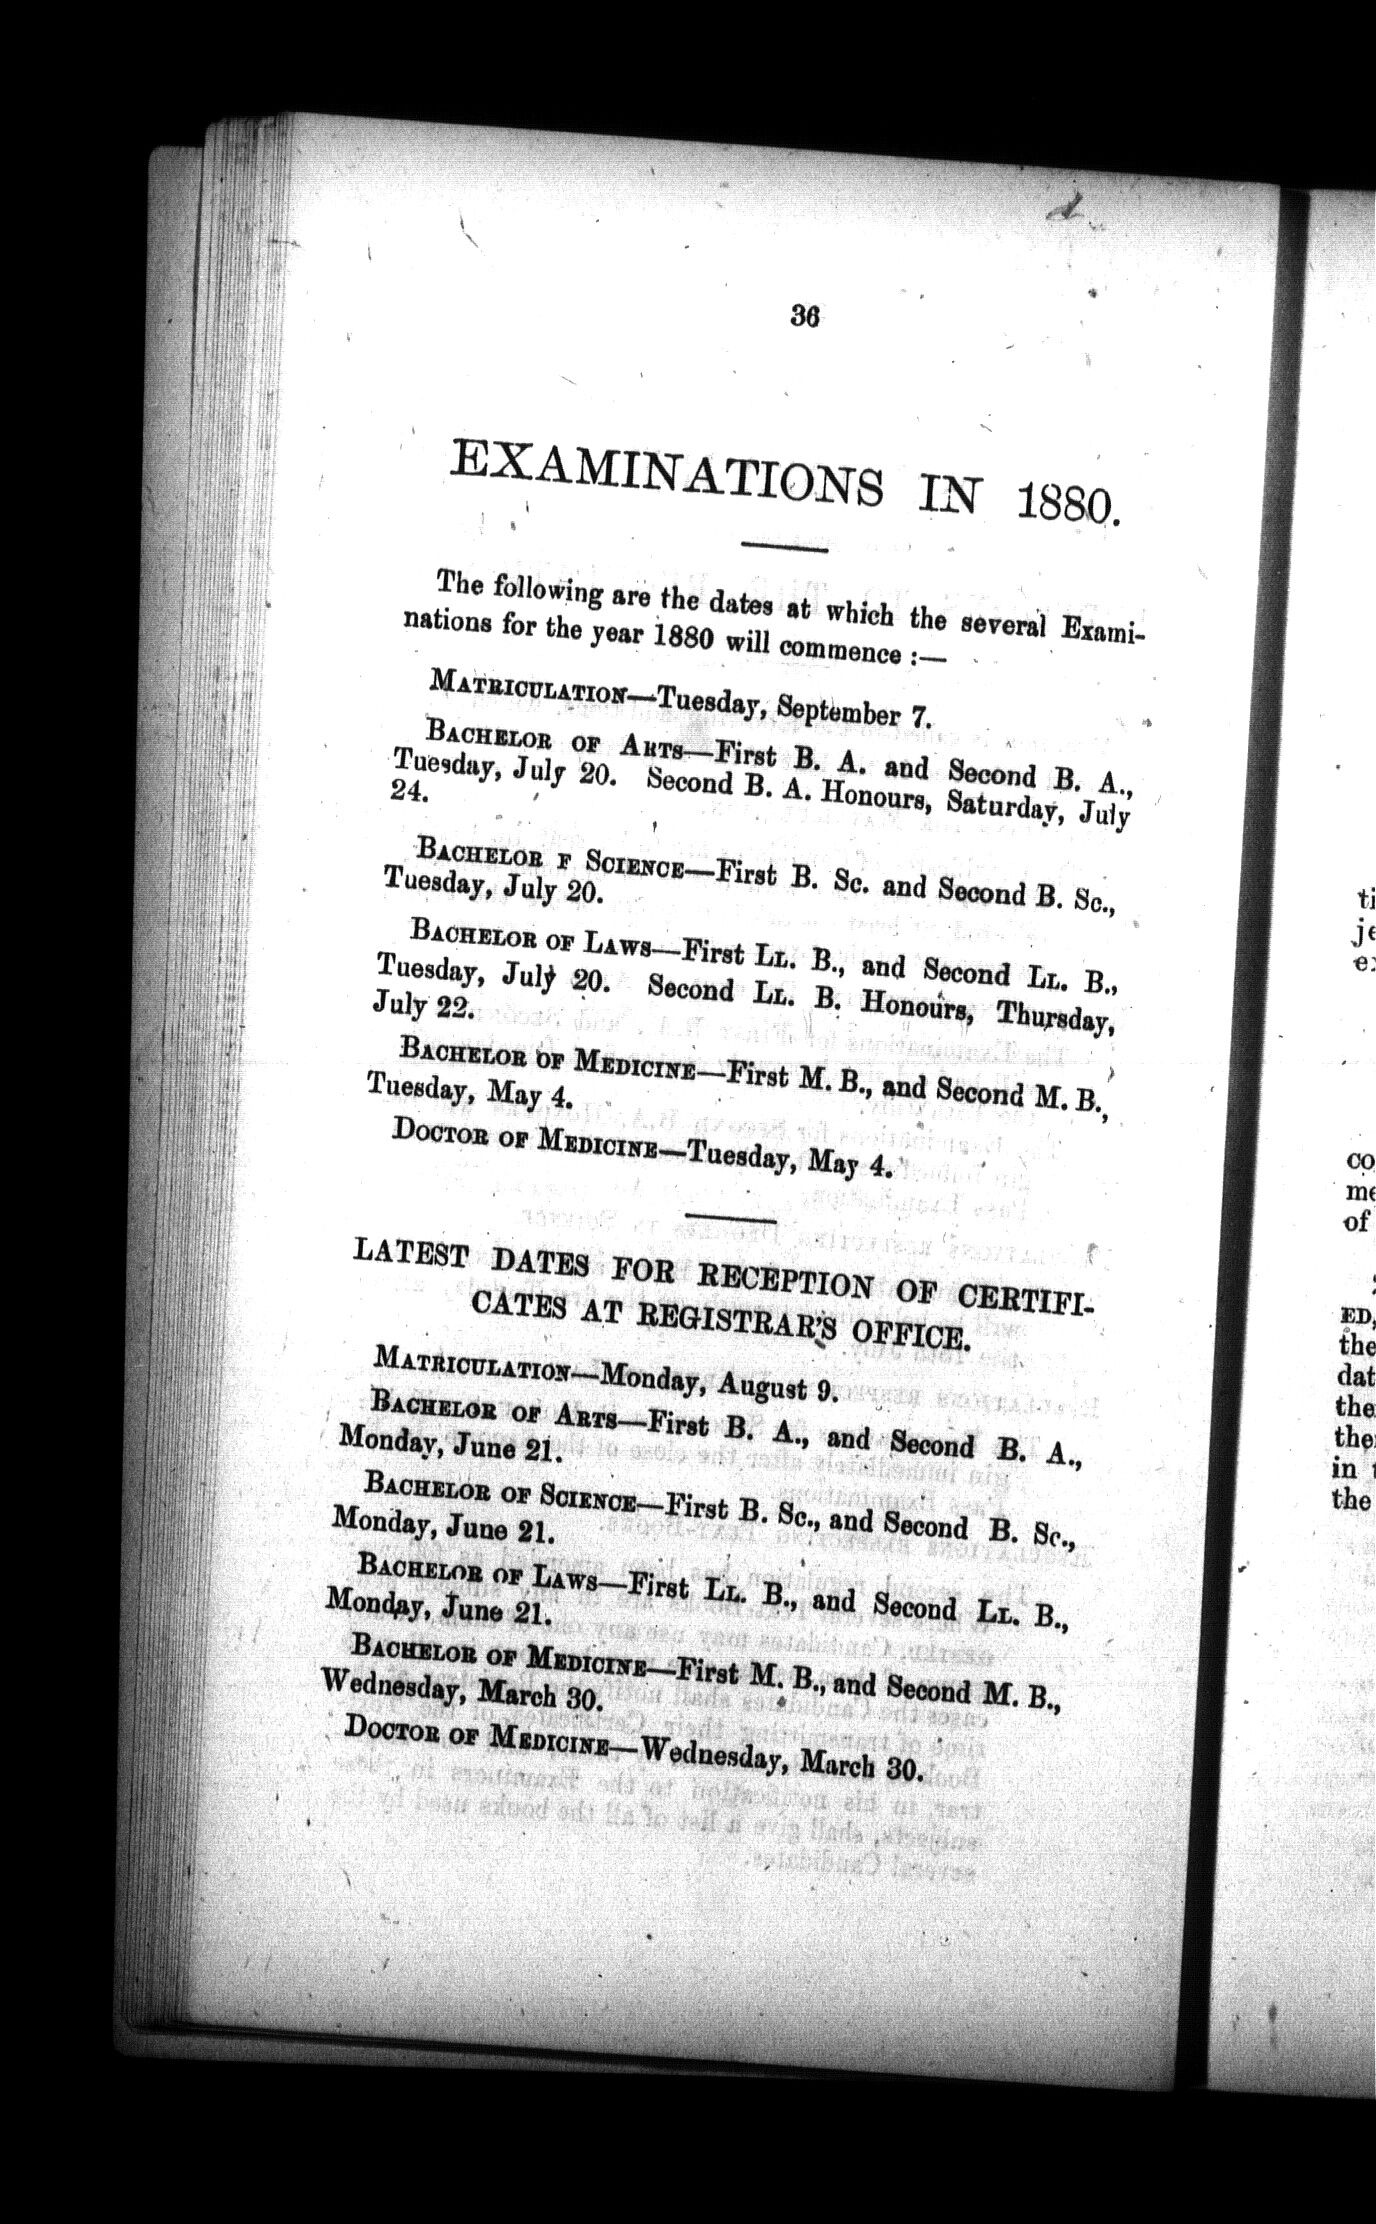 36
EXAMINATIONS IN 1880.
The following are the dates at which the several Exami-
nations for the year 1880 will commence :—
MATRICULATION—Tuesday, September 7.
BACHELOR OF ARTS—First B. A. and Second B. A.,
Tuesday, July 20. Second B. A. Honours, Saturday, July
24.
BACHELOR F SCIENCE—First B. Sc. and Second B. Sc.,
Tuesday, July 20.
BACHELOR OF LAWS—First LL. B., and Second LL. B.,
Tuesday, July 20. Second LL. B. Honours, Thursday,
July 22.
BACHELOR OF MEDICINE—First M. B., and Second M. B.,
Tuesday, May 4.
DOCTOR OF MEDICINE—Tuesday, May 4.
LATEST DATES FOR RECEPTION OF CERTIFI-
CATES AT REGISTRAR'S OFFICE.
MATRICULATION—Monday, August 9.
BACHELOR OF ARTS—First B. A., and Second B. A.,
Monday, June 21.
BACHELOR OF SCIENCE—First B. Sc., and Second B. Sc.,
Monday, June 21.
BACHELOR OF LAWS—First LL. B., and Second LL. B.,
Monday, June 21.
BACHELOR OF MEDICINE—First M. B., and Second M. B.,
Wednesday, March 30.
DOCTOR OF MEDICINE—Wednesday, March 30.